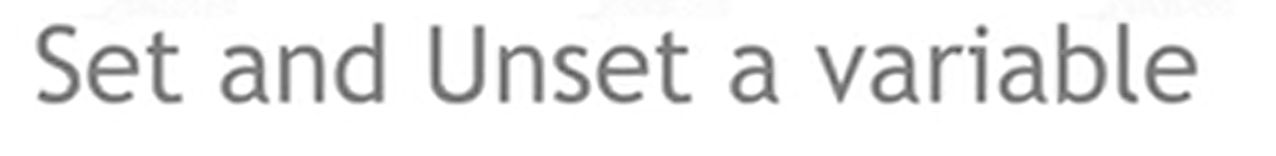 Set and Unset a variable